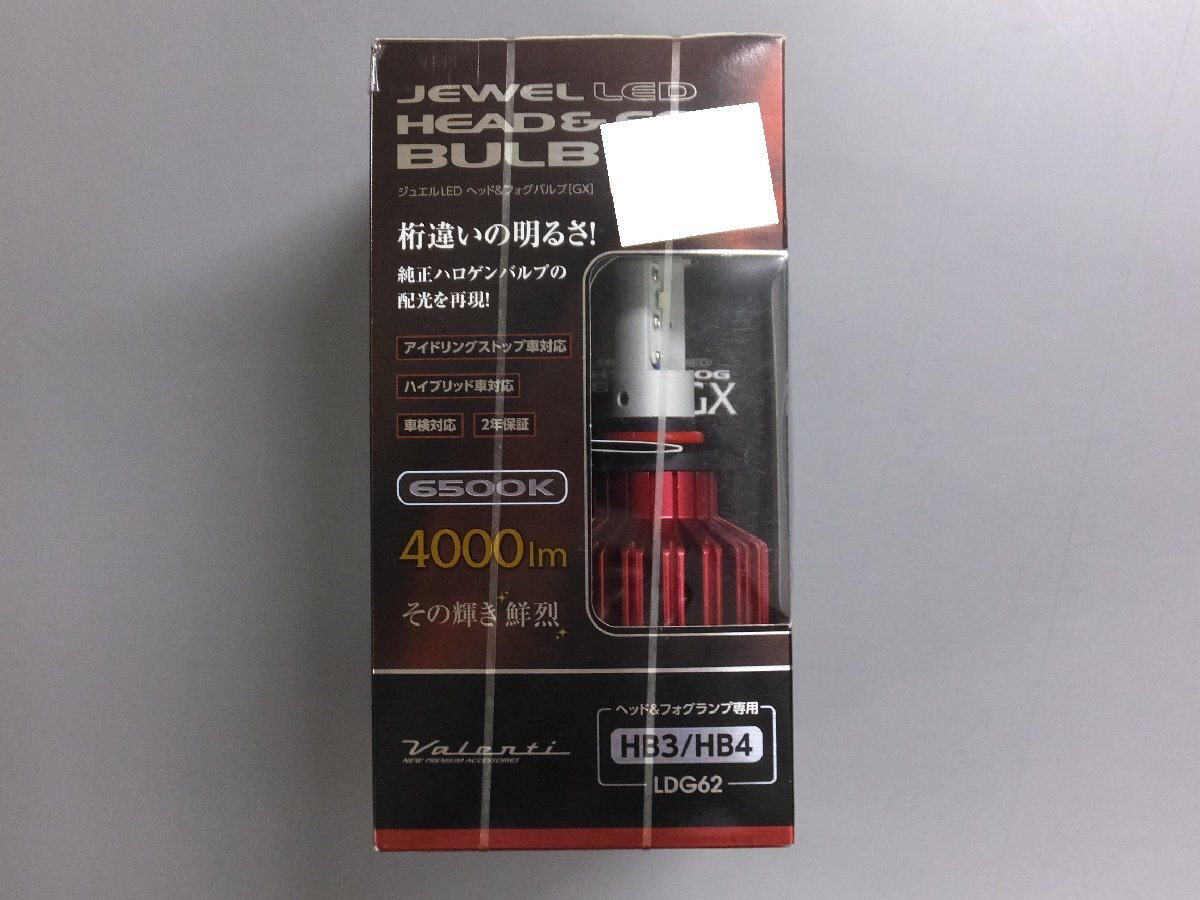 JEWEL LED
HEAD &
BULB
ジュエルLED ヘッド&フォグバルブ[GX]
桁違いの明るさ!
純正ハロゲンバルブの
配光を再現!
アイドリングストップ車対応
ハイブリッド車対応
車検対応 2年保証
OG
GX
6500K
4000lm
その輝き鮮烈
Valenti
NEW PREMIUM ACCESSORIES
ヘッド&フォグランプ専用
HB3/HB4
LDG62